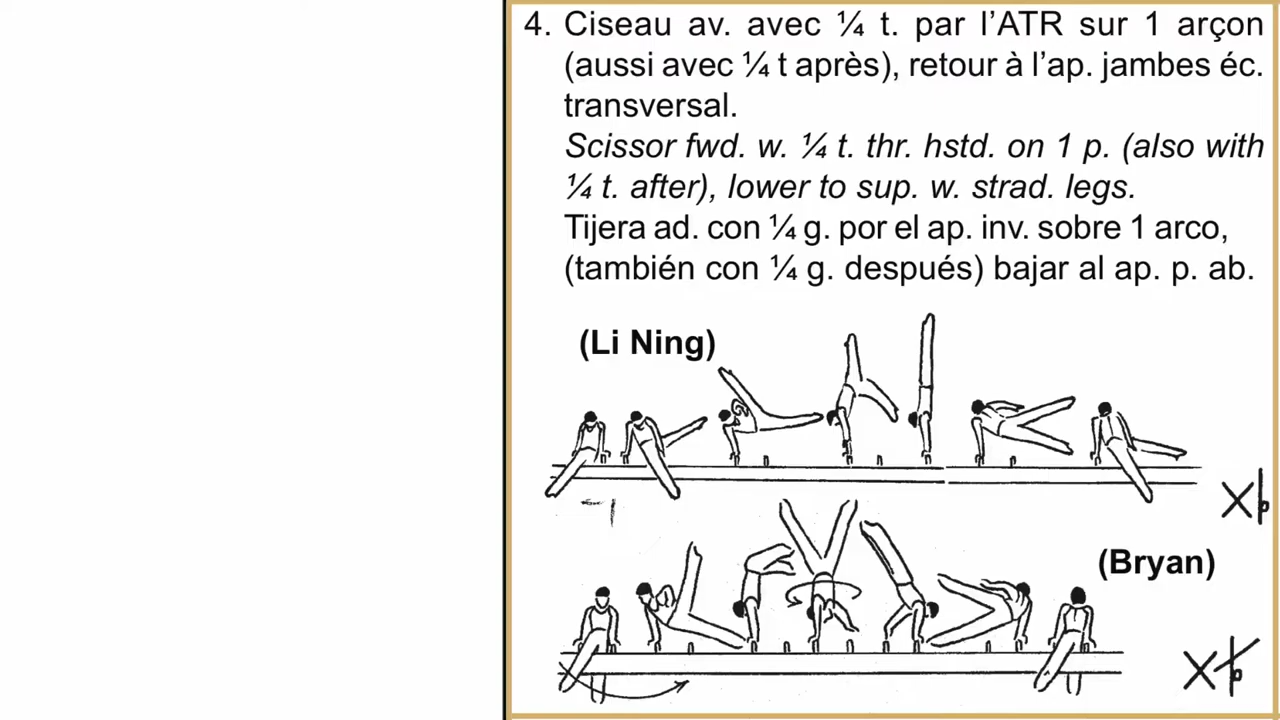 4. Ciseau av. avec ¼ t. par l’ATR sur 1 arçon
(aussi avec ¼ t après), retour à l’ap. jambes éc.
transversal.
Scissor fwd. w. ¼ t. thr. hstd. on 1 p. (also with
¼ t. after), lower to sup. w. strad. legs.
Tijera ad. con ¼ g. por el ap. inv. sobre 1 arco,
(también con ¼ g. después) bajar al ap. p. ab.
(Li Ning)
(Bryan)